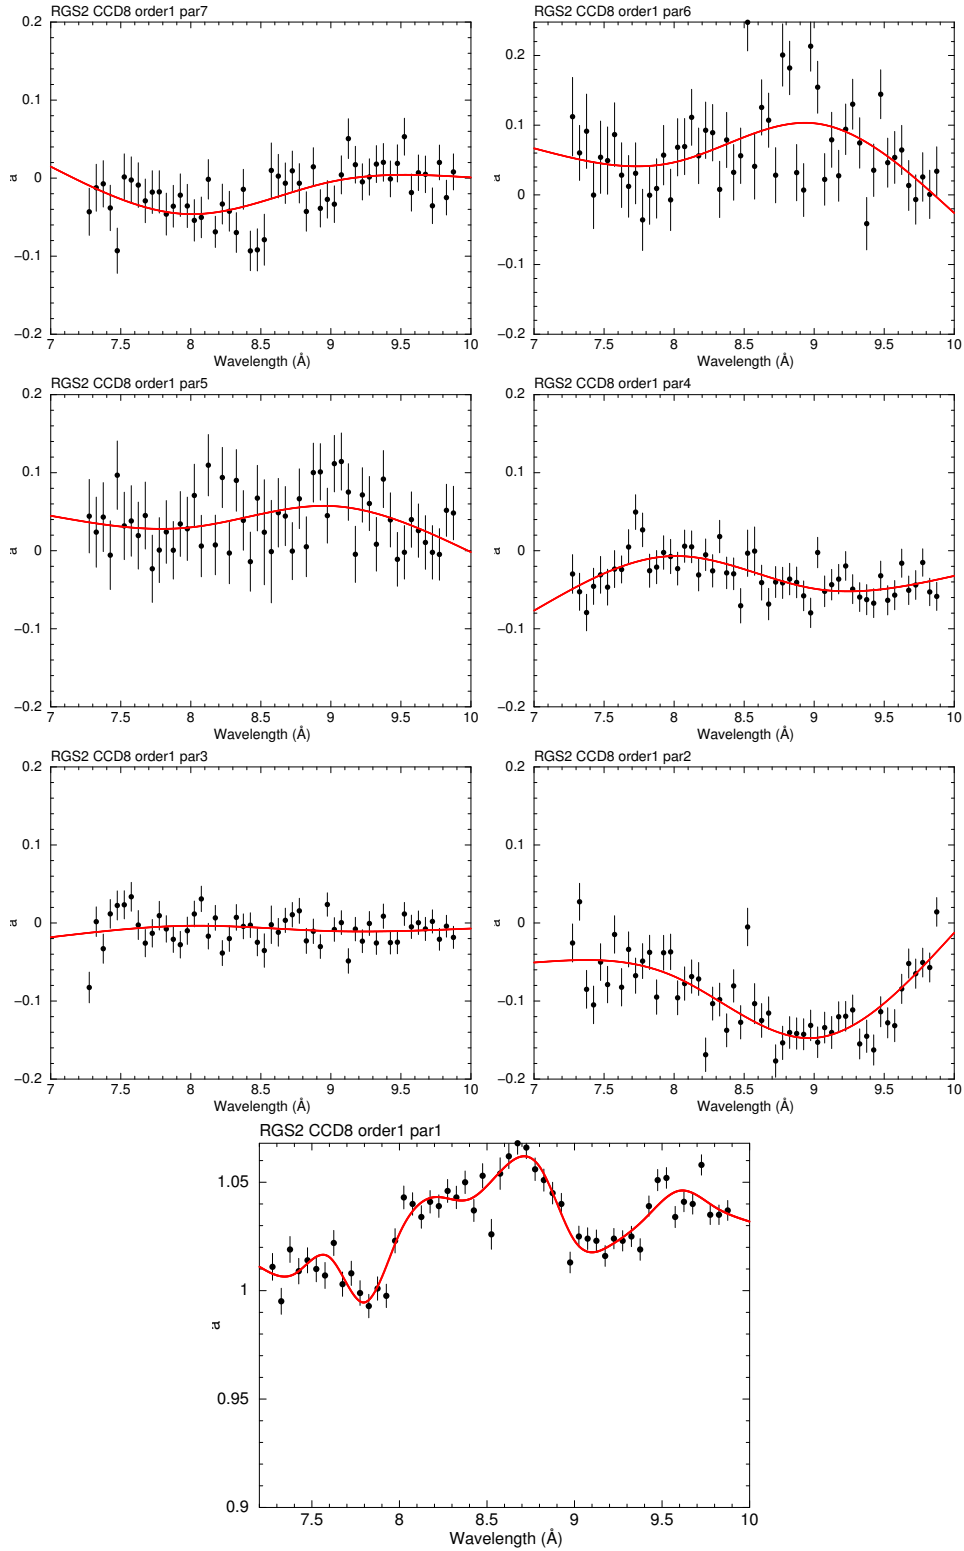 RGS2 CCD8 order1 par7
RGS2 CCD8 order1 par6
0.2
0.1
0
−0.1
−0.2
a
7 7.5 8 8.5 9 9.5 10
Wavelength (Å)
0.2
0.1
0
−0.1
−0.2
a
7 7.5 8 8.5 9 9.5 10
Wavelength (Å)
RGS2 CCD8 order1 par5
RGS2 CCD8 order1 par4
0.2
0.1
0
−0.1
−0.2
a
7 7.5 8 8.5 9 9.5 10
Wavelength (Å)
0.2
0.1
0
−0.1
−0.2
a
7 7.5 8 8.5 9 9.5 10
Wavelength (Å)
RGS2 CCD8 order1 par3
RGS2 CCD8 order1 par2
0.2
0.1
0
−0.1
−0.2
a
7 7.5 8 8.5 9 9.5 10
Wavelength (Å)
0.2
0.1
0
−0.1
−0.2
a
7 7.5 8 8.5 9 9.5 10
Wavelength (Å)
RGS2 CCD8 order1 par1
1.05
1
0.95
0.9
a
7.5 8 8.5 9 9.5 10
Wavelength (Å)